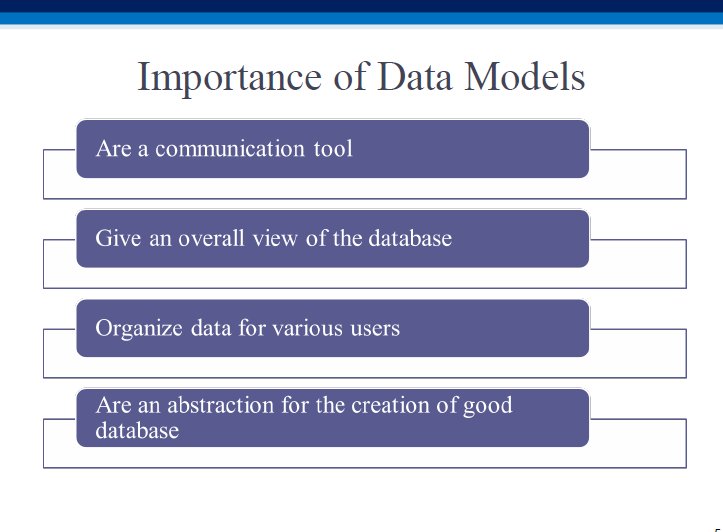 Importance of Data Models
Are a communication tool
Give an overall view of the database
Organize data for various users
Are an abstraction for the creation of good
database